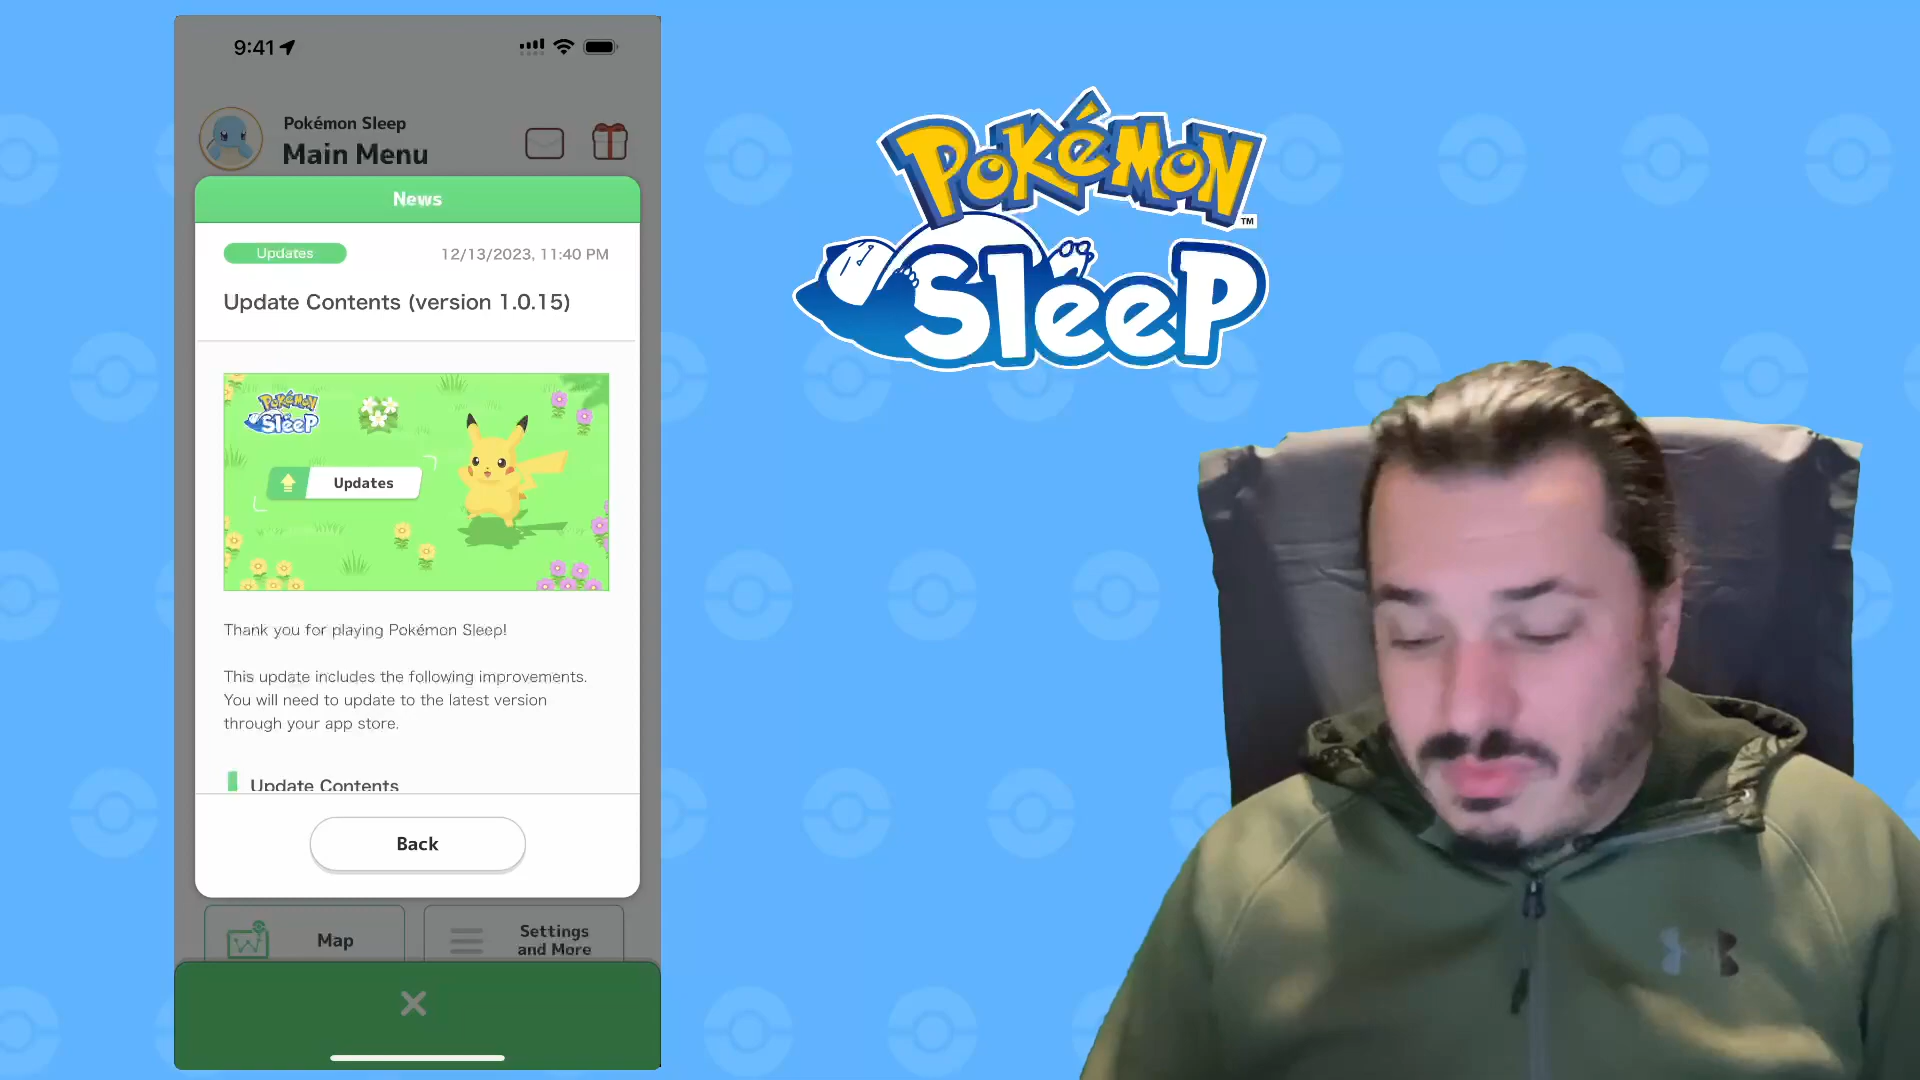 9:41
Pokémon Sleep
Main Menu
News
Updates
12/13/2023, 11:40 PM
Update Contents (version 1.0.15)
POKéMON
Sleep
Updates
Thank you for playing Pokémon Sleep!
This update includes the following improvements.
You will need to update to the latest version
through your app store.
Update Contents
Back
Map
Settings
and More
POKéMON
TM
Sleep